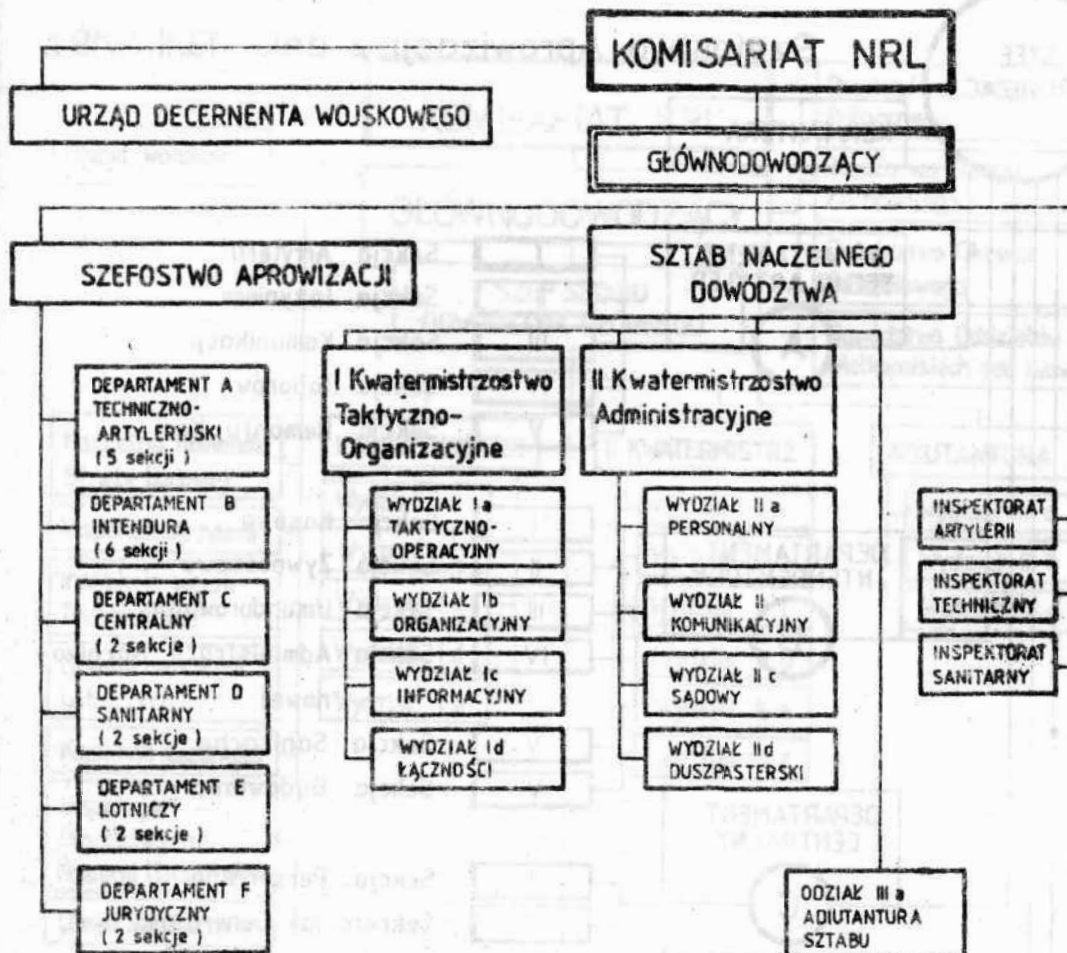 KOMISARIAT NRL
URZĄD DECERNENTA WOJSKOWEGO
GŁÓWNODOWODZĄCY
SZEFOSTWO APROWIZACJI
SZTAB NACZELNEGO
DOWÓDZTWA
DEPARTAMENT A
TECHNICZNO-
ARTYLERYJSKI
( 5 sekcji )
DEPARTAMENT B
INTENDURA
( 6 sekcji )
DEPARTAMENT C
CENTRALNY
( 2 sekcje )
DEPARTAMENT D
SANITARNY
( 2 sekcje )
DEPARTAMENT E
LOTNICZY
( 2 sekcje )
DEPARTAMENT F
JURYDYCZNY
( 2 sekcje )
I Kwatermistrzostwo
Taktyczno-
Organizacyjne
WYDZIAŁ Ia
TAKTYCZNO-
OPERACYJNY
WYDZIAŁ Ib
ORGANIZACYJNY
WYDZIAŁ Ic
INFORMACYJNY
WYDZIAŁ Id
ŁĄCZNOŚCI
II Kwatermistrzostwo
Administracyjne
WYDZIAŁ II a
PERSONALNY
WYDZIAŁ II
KOMUNIKACYJNY
WYDZIAŁ II c
SĄDOWY
WYDZIAŁ II d
DUSZPASTERSKI
INSPEKTORAT
ARTYLERII
INSPEKTORAT
TECHNICZNY
INSPEKTORAT
SANITARNY
ODZIAŁ III a
ADIUTANTURA
SZTABU